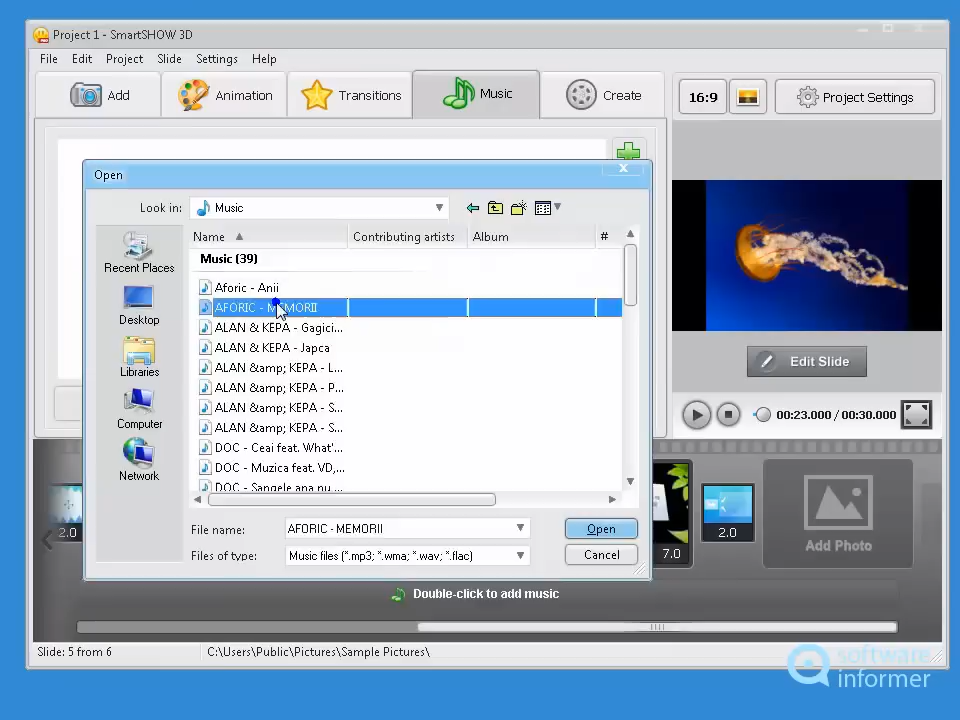 Project 1 - SmartSHOW 3D
File Edit Project Slide Settings Help
Add Animation Transitions Music Create
16:9 Project Settings
Open
Look in: Music
Name Contributing artists Album #
Music (39)
Aforic - Anii
AFORIC - MEMORII
ALAN & KEPA - Gagici...
ALAN & KEPA - Japca
ALAN &amp; KEPA - L...
ALAN &amp; KEPA - P...
ALAN &amp; KEPA - S...
ALAN &amp; KEPA - S...
DOC - Ceai feat. What'...
DOC - Muzica feat. VD,...
DOC - Sangele apa nu ...
Recent Places
Desktop
Libraries
Computer
Network
File name: AFORIC - MEMORII
Open
Files of type: Music files (*.mp3; *.wma; *.wav; *.flac)
Cancel
Edit Slide
00:23.000 / 00:30.000
2.0
7.0
2.0
Add Photo
Double-click to add music
Slide: 5 from 6
C:\Users\Public\Pictures\Sample Pictures\
software
informer